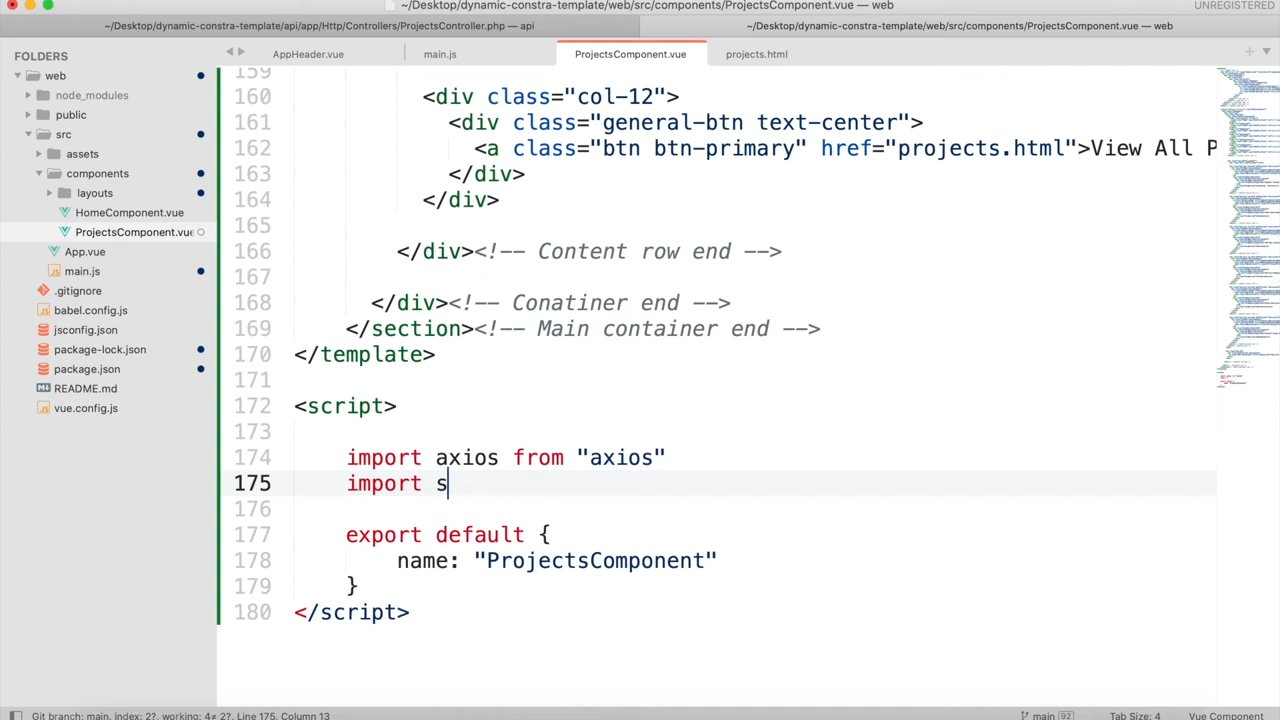 ~/Desktop/dynamic-constra-template/web/src/components/ProjectsComponent.vue — web
UNREGISTERED
~/Desktop/dynamic-constra-template/api/app/Http/Controllers/ProjectsController.php — api
~/Desktop/dynamic-constra-template/web/src/components/ProjectsComponent.vue — web
FOLDERS
web
node_modules
public
src
assets
components
layouts
HomeComponent.vue
ProjectsComponent.vue
App.vue
main.js
.gitignore
babel.config.js
jsconfig.json
package-lock.json
package.json
README.md
vue.config.js
AppHeader.vue
main.js
ProjectsComponent.vue
projects.html
159
160 <div class="col-12">
161 <div class="general-btn text-center">
162 <a class="btn btn-primary" href="projects.html">View All P
163 </div>
164 </div>
165
166 </div><!-- Content row end -->
167
168 </div><!-- Container end -->
169 </section><!-- Main container end -->
170 </template>
171
172 <script>
173
174 import axios from "axios"
175 import s
176
177 export default {
178 name: "ProjectsComponent"
179 }
180 </script>
Git branch: main, index: 2?, working: 4≠ 2?, Line 175, Column 13
main 92
Tab Size: 4
Vue Component